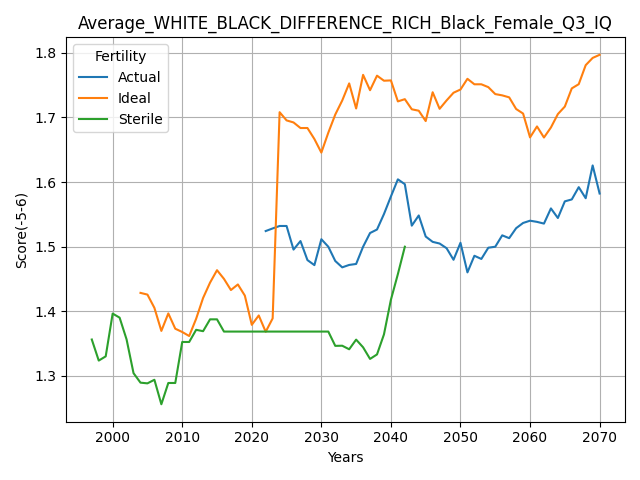 Average_WHITE_BLACK_DIFFERENCE_RICH_Black_Female_Q3_IQ
Fertility
Actual
Ideal
Sterile
Score(-5-6)
1.8
1.7
1.6
1.5
1.4
1.3
2000
2010
2020
2030
2040
2050
2060
2070
Years